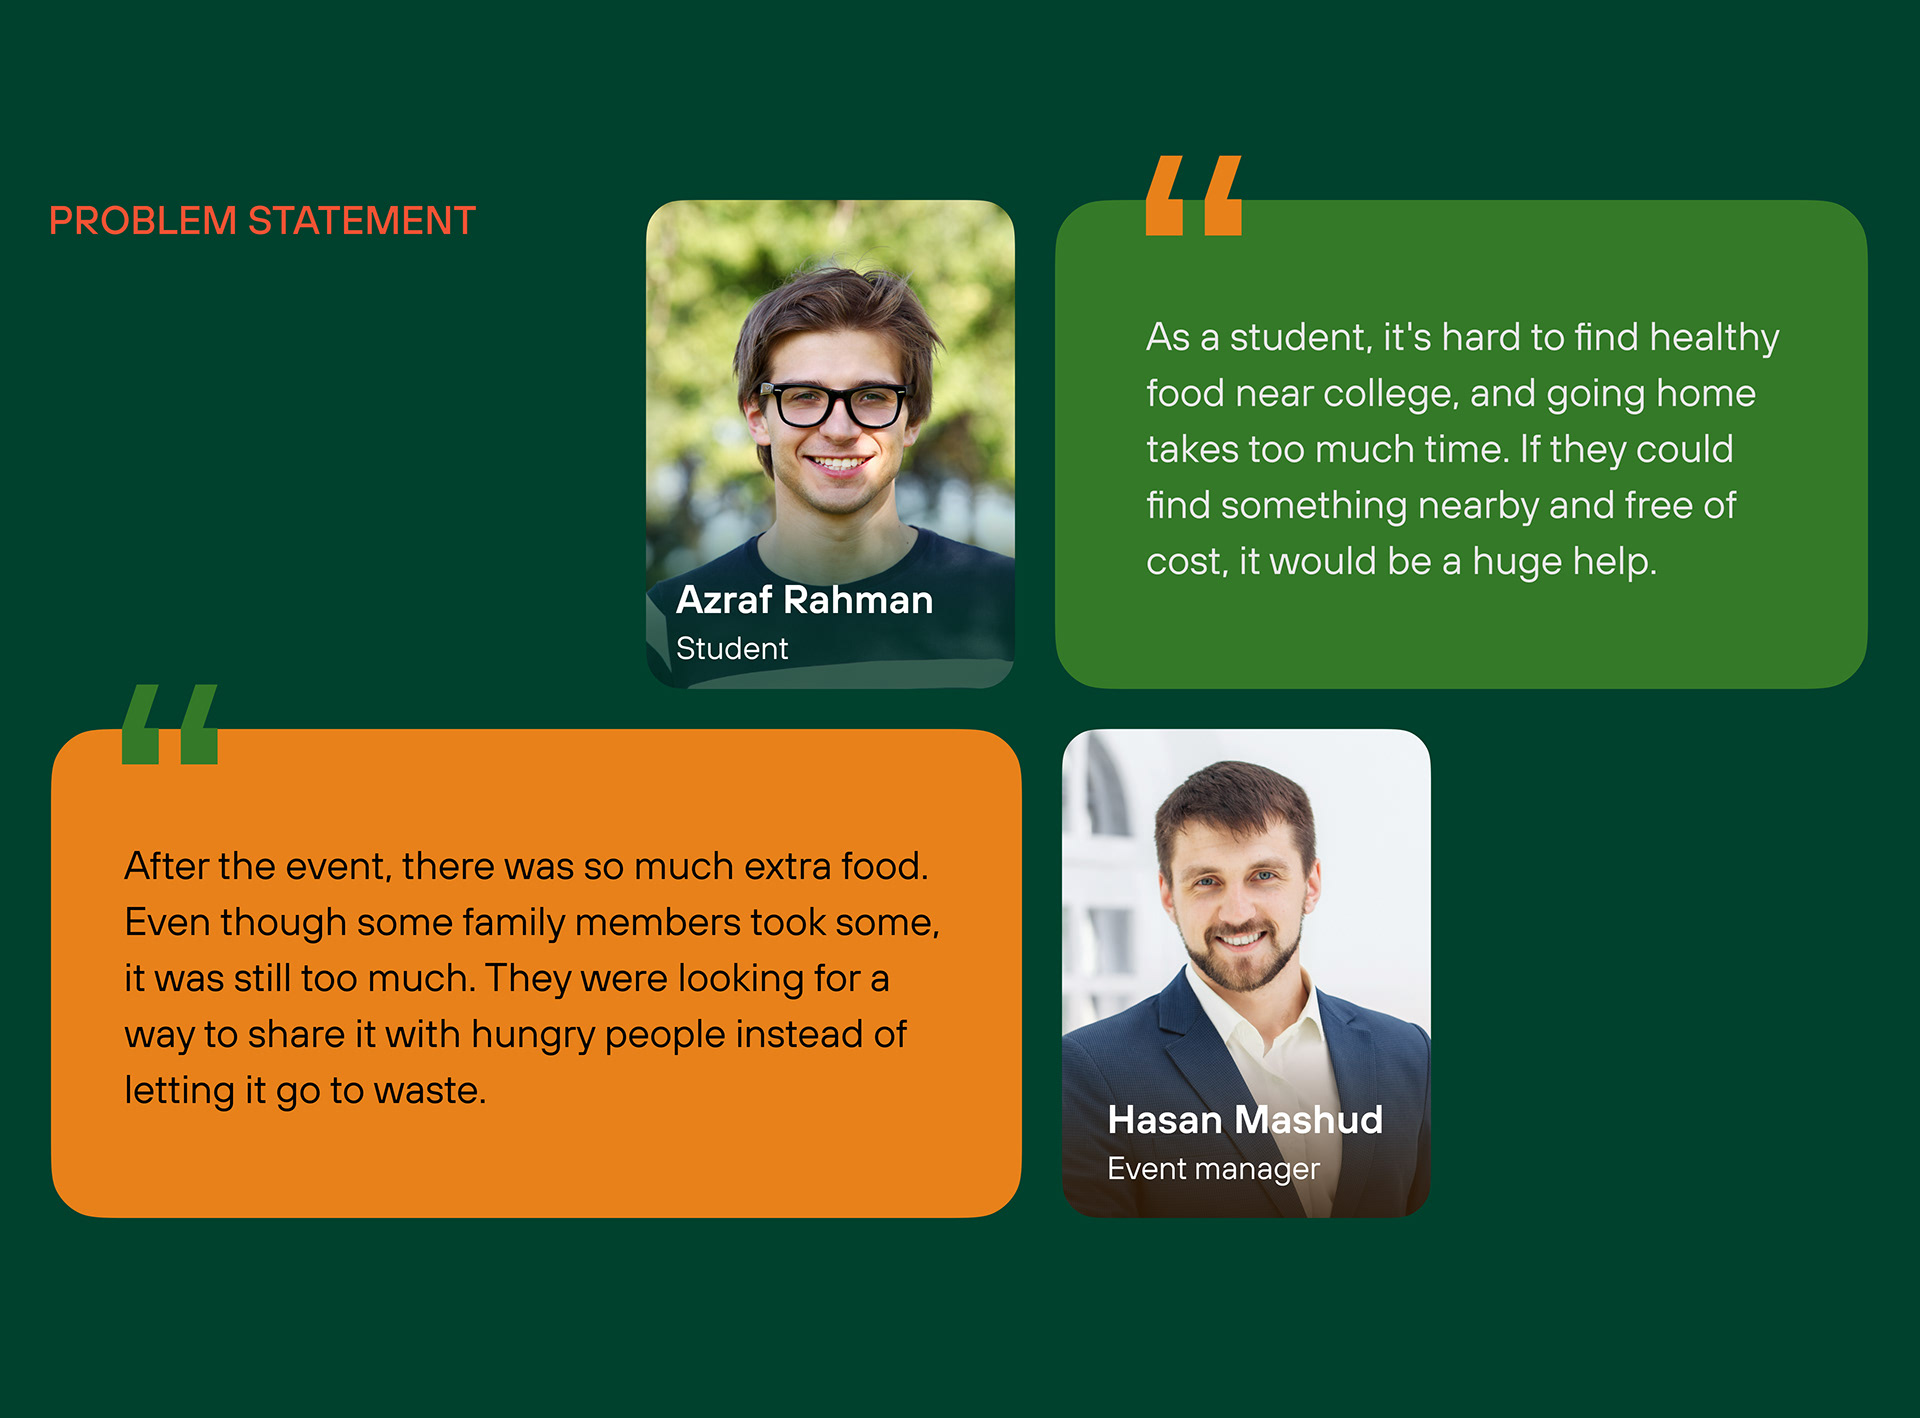 PROBLEM STATEMENT
Azraf Rahman
Student
“
As a student, it's hard to find healthy
food near college, and going home
takes too much time. If they could
find something nearby and free of
cost, it would be a huge help.
“
After the event, there was so much extra food.
Even though some family members took some,
it was still too much. They were looking for a
way to share it with hungry people instead of
letting it go to waste.
Hasan Mashud
Event manager